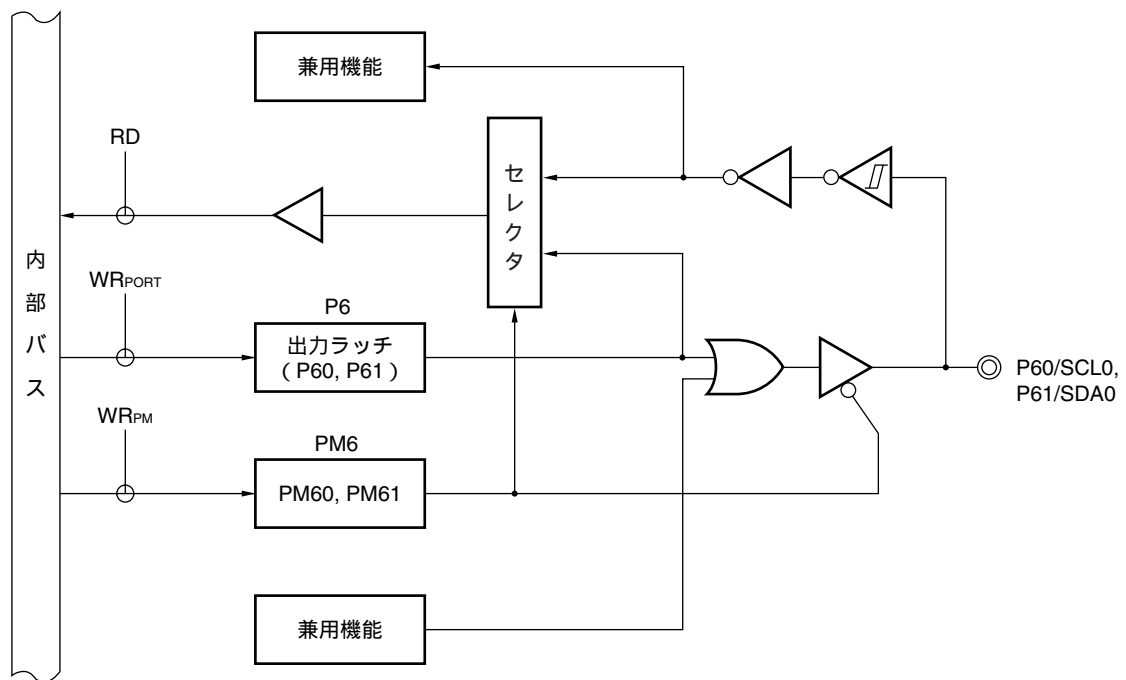 兼用機能
RD
セレクタ
内部バス
WRPORT
P6
出力ラッチ
（P60, P61）
P60/SCL0,
P61/SDA0
WRPM
PM6
PM60, PM61
兼用機能